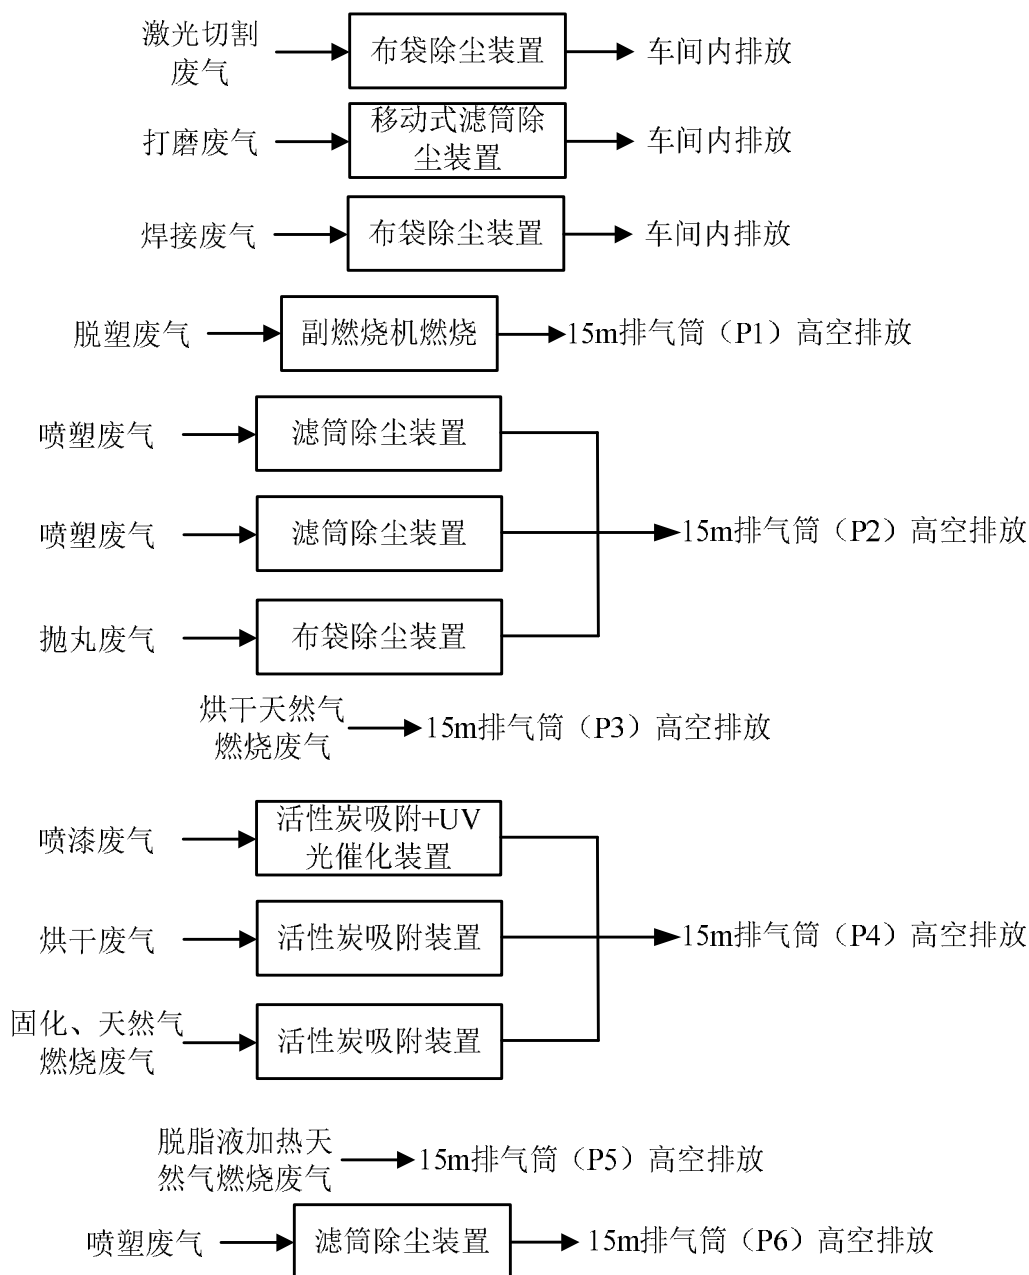 激光切割
废气
布袋除尘装置
车间内排放
打磨废气
移动式滤筒除
尘装置
车间内排放
焊接废气
布袋除尘装置
车间内排放
脱塑废气
副燃烧机燃烧
15m排气筒（P1）高空排放
喷塑废气
滤筒除尘装置
喷塑废气
滤筒除尘装置
15m排气筒（P2）高空排放
抛丸废气
布袋除尘装置
烘干天然气
燃烧废气
15m排气筒（P3）高空排放
喷漆废气
活性炭吸附+UV
光催化装置
烘干废气
活性炭吸附装置
15m排气筒（P4）高空排放
固化、天然气
燃烧废气
活性炭吸附装置
脱脂液加热天
然气燃烧废气
15m排气筒（P5）高空排放
喷塑废气
滤筒除尘装置
15m排气筒（P6）高空排放